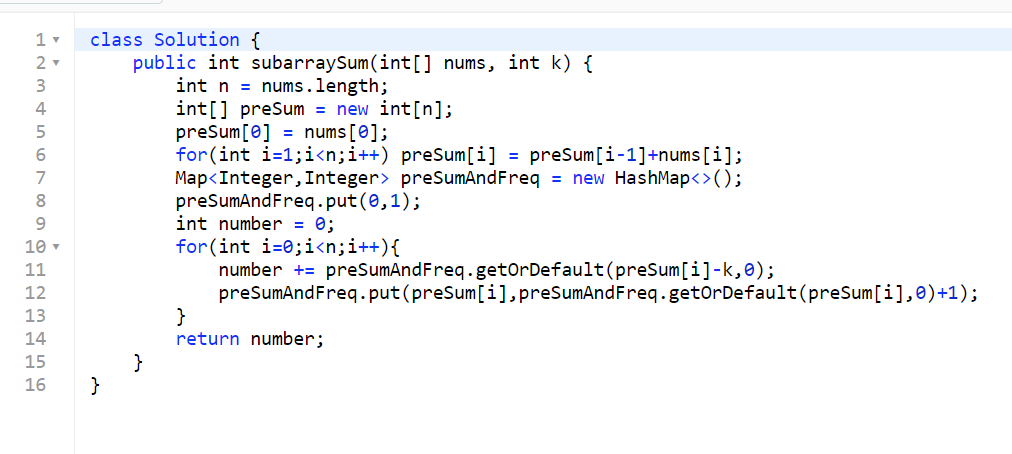 1 class Solution {
2 public int subarraySum(int[] nums, int k) {
3 int n = nums.length;
4 int[] preSum = new int[n];
5 preSum[0] = nums[0];
6 for(int i=1;i<n;i++) preSum[i] = preSum[i-1]+nums[i];
7 Map<Integer,Integer> preSumAndFreq = new HashMap<>();
8 preSumAndFreq.put(0,1);
9 int number = 0;
10 for(int i=0;i<n;i++){
11 number += preSumAndFreq.getOrDefault(preSum[i]-k,0);
12 preSumAndFreq.put(preSum[i],preSumAndFreq.getOrDefault(preSum[i],0)+1);
13 }
14 return number;
15 }
16 }